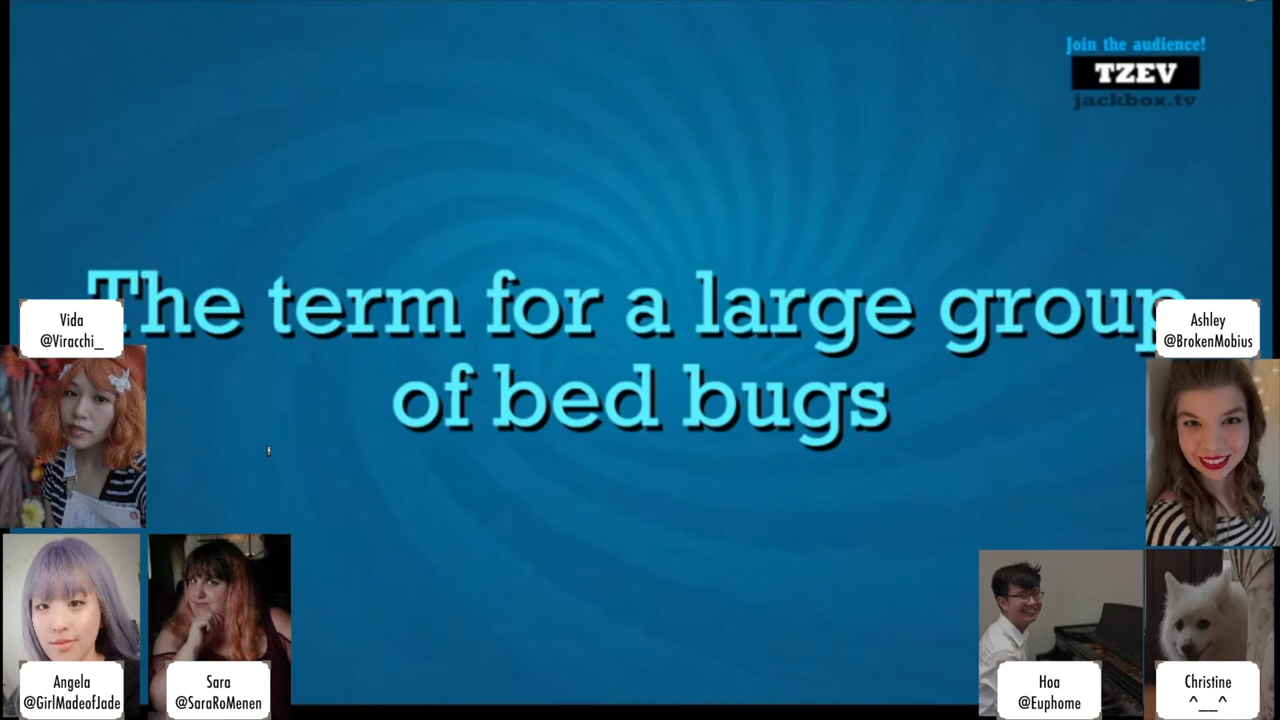 Join the audience!
TZEV
jackbox.tv
The term for a large group
of bed bugs
Vida
@Viracchi_
Ashley
@BrokenMobius
Angela
@GirlMadeofJade
Sara
@SaraRoMenen
Hoa
@Euphome
Christine
^__^